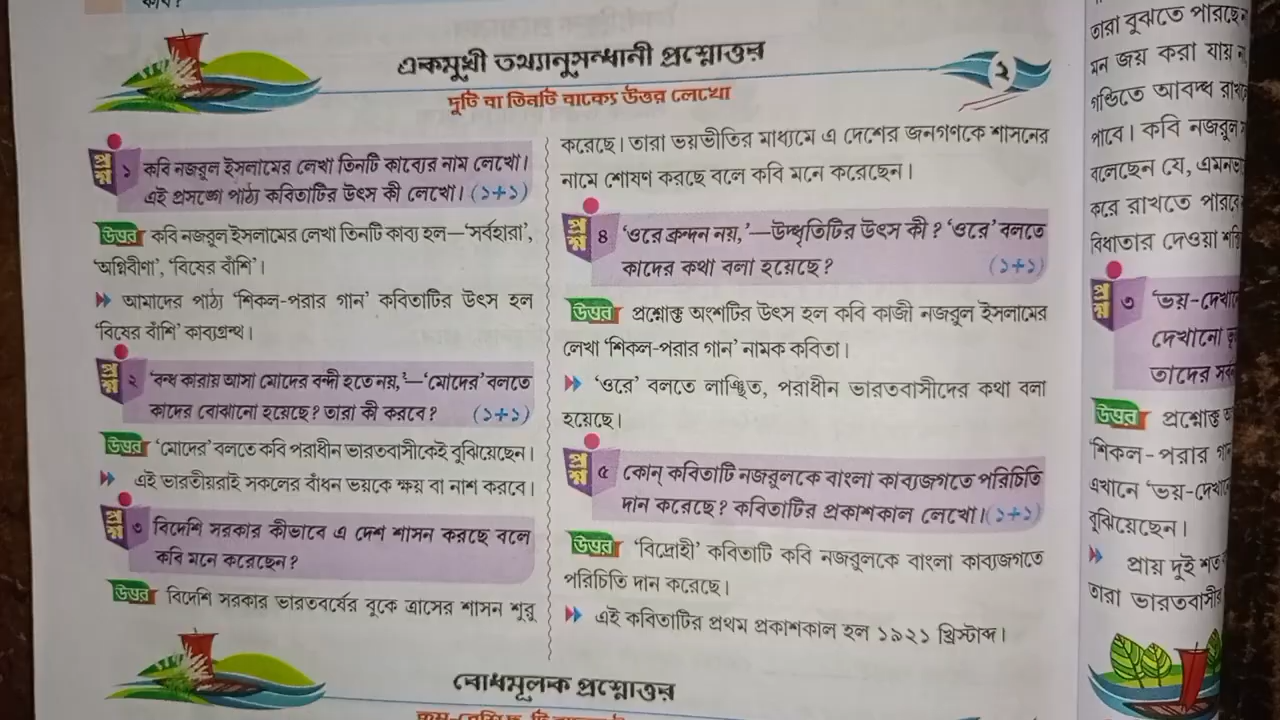 একমুখী তথ্যানুসন্ধানী প্রশ্নোত্তর
২
দুটি বা তিনটি বাক্যে উত্তর লেখো
প্রশ্ন ১ কবি নজরুল ইসলামের লেখা তিনটি কাব্যের নাম লেখো।
এই প্রসঙ্গে পাঠ্য কবিতাটির উৎস কী লেখো। (১+১)
উত্তর কবি নজরুল ইসলামের লেখা তিনটি কাব্য হল—‘সর্বহারা’,
‘অগ্নিবীণা’, ‘বিষের বাঁশি’।
আমাদের পাঠ্য ‘শিকল-পরার গান’ কবিতাটির উৎস হল
‘বিষের বাঁশি’ কাব্যগ্রন্থ।
প্রশ্ন ২ ‘বন্ধ কারায় আসা মোদের বন্দী হতে নয়,’—‘মোদের’ বলতে
কাদের বোঝানো হয়েছে? তারা কী করবে? (১+১)
উত্তর ‘মোদের’ বলতে কবি পরাধীন ভারতবাসীকেই বুঝিয়েছেন।
এই ভারতীয়রাই সকলের বাঁধন ভয়কে ক্ষয় বা নাশ করবে।
প্রশ্ন ৩ বিদেশি সরকার কীভাবে এ দেশ শাসন করছে বলে
কবি মনে করেছেন?
উত্তর বিদেশি সরকার ভারতবর্ষের বুকে ত্রাসের শাসন শুরু
করেছে। তারা ভয়ভীতির মাধ্যমে এ দেশের জনগণকে শাসনের
নামে শোষণ করছে বলে কবি মনে করেছেন।
প্রশ্ন ৪ ‘ওরে ক্রন্দন নয়,’—উদ্ধৃতিটির উৎস কী? ‘ওরে’ বলতে
কাদের কথা বলা হয়েছে? (১+১)
উত্তর প্রশ্নোক্ত অংশটির উৎস হল কবি কাজী নজরুল ইসলামের
লেখা ‘শিকল-পরার গান’ নামক কবিতা।
‘ওরে’ বলতে লাঞ্ছিত, পরাধীন ভারতবাসীদের কথা বলা
হয়েছে।
প্রশ্ন ৫ কোন্ কবিতাটি নজরুলকে বাংলা কাব্যজগতে পরিচিতি
দান করেছে? কবিতাটির প্রকাশকাল লেখো। (১+১)
উত্তর ‘বিদ্রোহী’ কবিতাটি কবি নজরুলকে বাংলা কাব্যজগতে
পরিচিতি দান করেছে।
এই কবিতাটির প্রথম প্রকাশকাল হল ১৯২১ খ্রিস্টাব্দ।
বোধমূলক প্রশ্নোত্তর
তারা বুঝতে পারছে
মন জয় করা যায়
গণ্ডিতে আবদ্ধ
পাবে। কবি নজরুল
বলেছেন যে,
করে রাখতে পারবে
বিধাতার দেওয়া
প্রশ্ন ৩
দেখানো
তাদের
উত্তর প্রশ্নোক্ত
‘শিকল-পরার
এখানে
বুঝিয়েছেন।
প্রায় দুই
তারা ভারতবাসীর